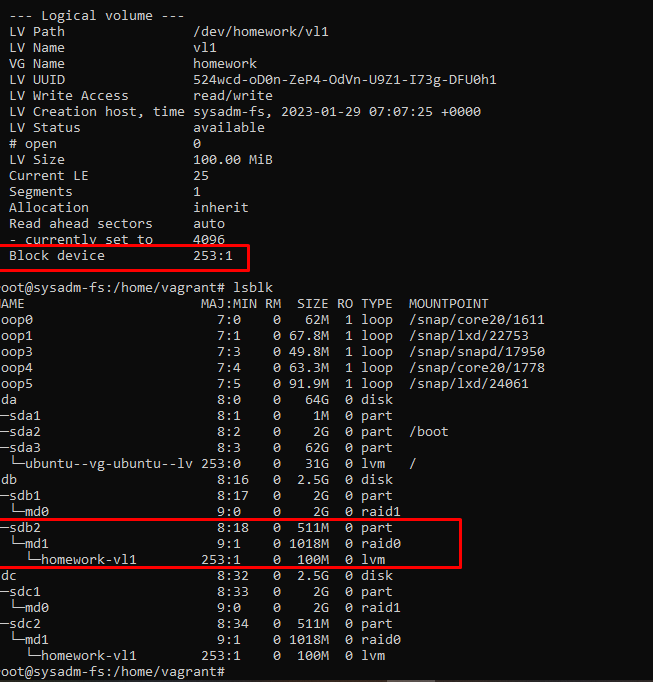 --- Logical volume ---
LV Path                /dev/homework/vl1
LV Name                vl1
VG Name                homework
LV UUID                524wcd-oD0n-ZeP4-OdVn-U9Z1-I73g-DFU0h1
LV Write Access        read/write
LV Creation host, time sysadm-fs, 2023-01-29 07:07:25 +0000
LV Status              available
# open                 0
LV Size                100.00 MiB
Current LE             25
Segments               1
Allocation             inherit
Read ahead sectors     auto
- currently set to     4096
Block device           253:1
oot@sysadm-fs:/home/vagrant# lsblk
AME                      MAJ:MIN RM  SIZE RO TYPE  MOUNTPOINT
oop0                       7:0    0   62M  1 loop  /snap/core20/1611
oop1                       7:1    0 67.8M  1 loop  /snap/lxd/22753
oop3                       7:3    0 49.8M  1 loop  /snap/snapd/17950
oop4                       7:4    0 63.3M  1 loop  /snap/core20/1778
oop5                       7:5    0 91.9M  1 loop  /snap/lxd/24061
da                         8:0    0   64G  0 disk
─sda1                      8:1    0    1M  0 part
─sda2                      8:2    0    2G  0 part  /boot
─sda3                      8:3    0   62G  0 part
 └─ubuntu--vg-ubuntu--lv 253:0    0   31G  0 lvm   /
db                         8:16   0  2.5G  0 disk
─sdb1                      8:17   0    2G  0 part
 └─md0                     9:0    0    2G  0 raid1
─sdb2                      8:18   0  511M  0 part
 └─md1                     9:1    0 1018M  0 raid0
   └─homework-vl1        253:1    0  100M  0 lvm
dc                         8:32   0  2.5G  0 disk
─sdc1                      8:33   0    2G  0 part
 └─md0                     9:0    0    2G  0 raid1
─sdc2                      8:34   0  511M  0 part
 └─md1                     9:1    0 1018M  0 raid0
   └─homework-vl1        253:1    0  100M  0 lvm
oot@sysadm-fs:/home/vagrant#